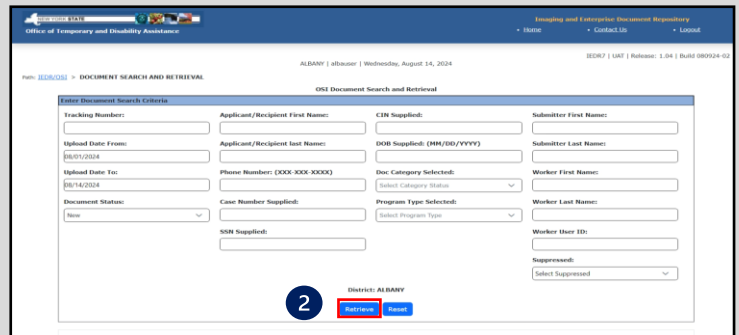 NEW YORK STATE
Office of Temporary and Disability Assistance
Imaging and Enterprise Document Repository
• Home • Contact Us • Logout
IEDR7 | UAT | Release: 1.04 | Build 080924-02
ALBANY | albauser | Wednesday, August 14, 2024
Path: IEDR/OSI > DOCUMENT SEARCH AND RETRIEVAL
OSI Document Search and Retrieval
Enter Document Search Criteria
Tracking Number: Applicant/Recipient First Name: CIN Supplied: Submitter First Name:
Upload Date From: Applicant/Recipient last Name: DOB Supplied: (MM/DD/YYYY) Submitter Last Name:
08/01/2024
Upload Date To: Phone Number: (XXX-XXX-XXXX) Doc Category Selected: Worker First Name:
08/14/2024 Select Category Status
Document Status: Case Number Supplied: Program Type Selected: Worker Last Name:
New Select Program Type
SSN Supplied: Worker User ID:
Suppressed:
Select Suppressed
District: ALBANY
2 Retrieve Reset